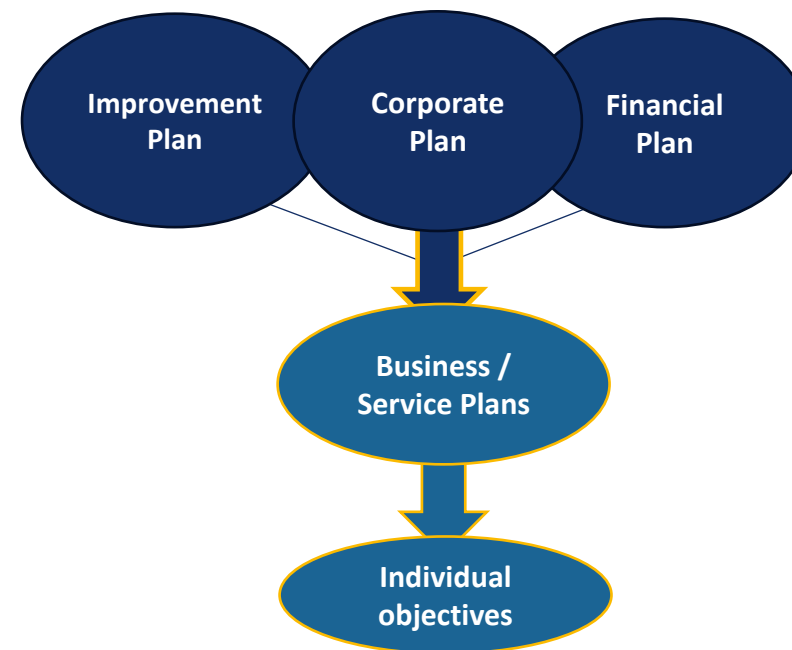 Improvement
Plan
Corporate
Plan
Financial
Plan
Business /
Service Plans
Individual
objectives